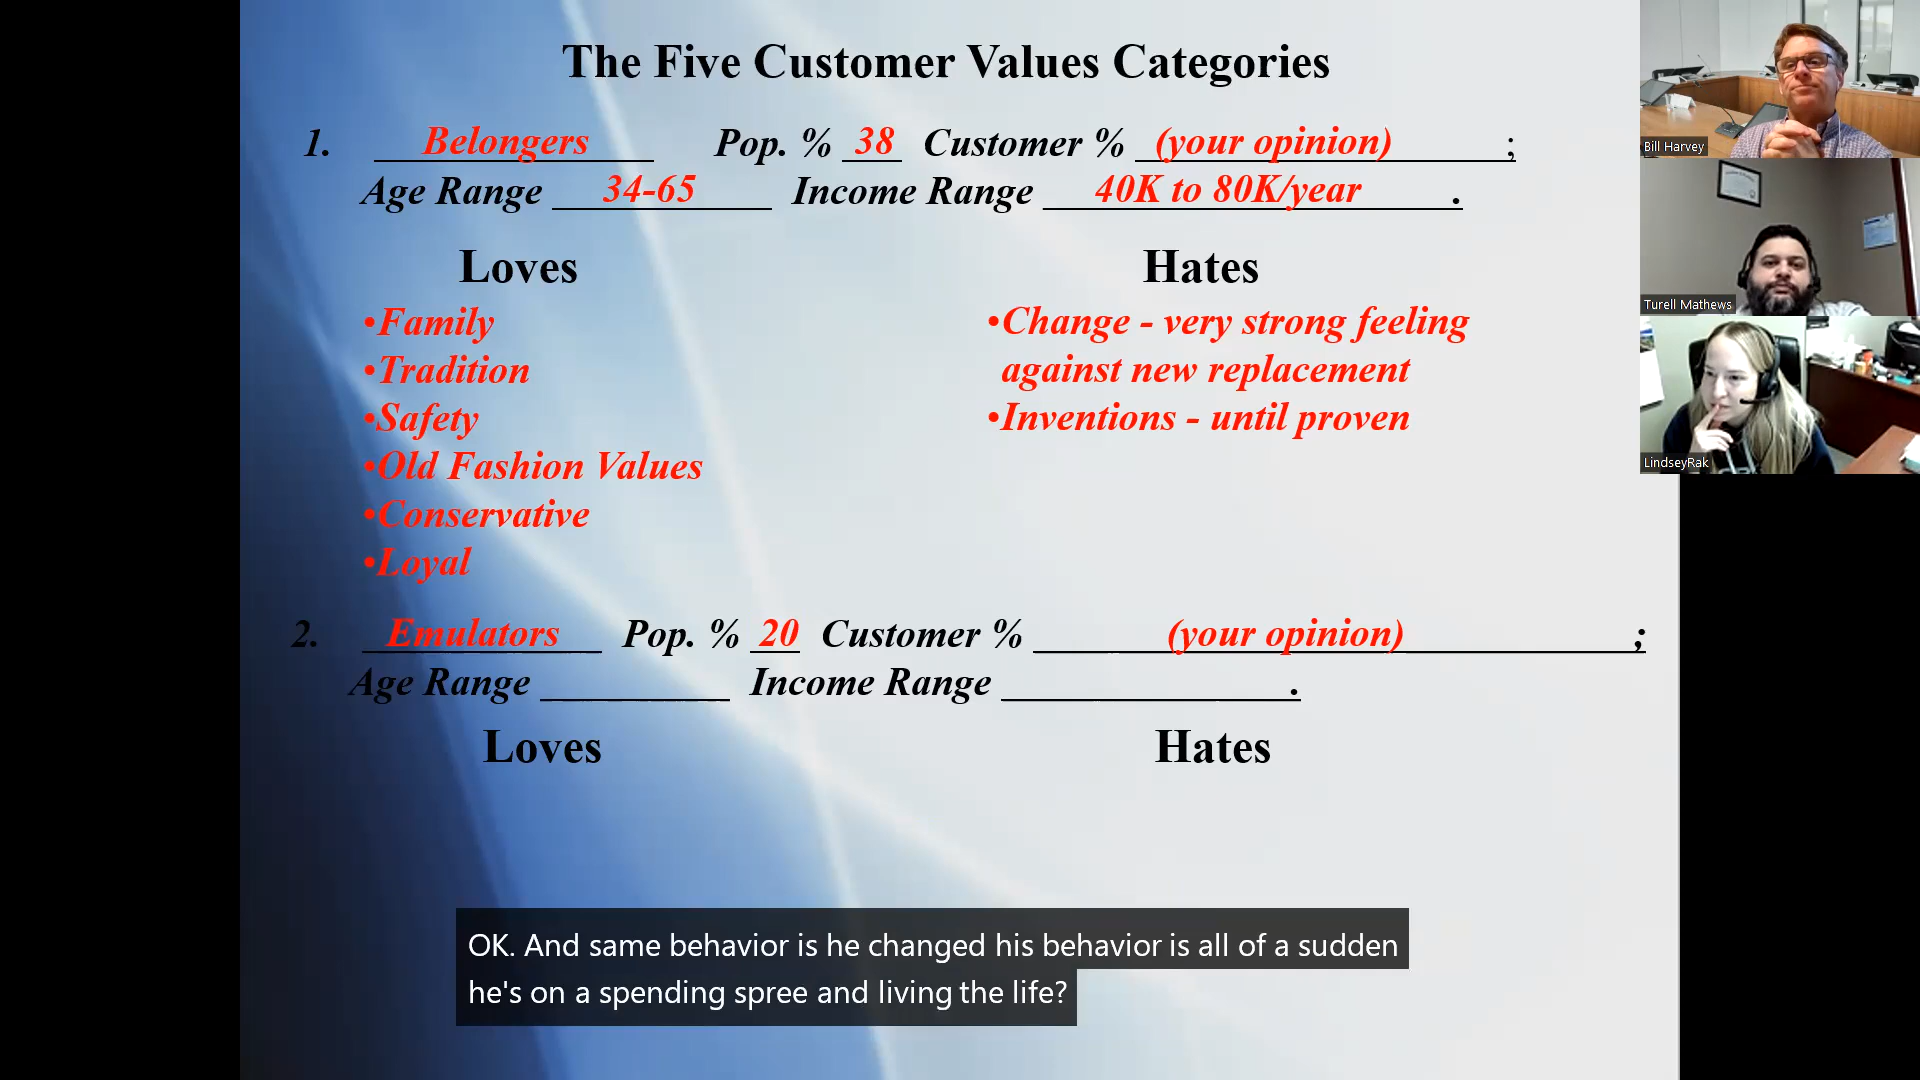 The Five Customer Values Categories
1. Belongers Pop. % 38 Customer % (your opinion) ;
Age Range 34-65 Income Range 40K to 80K/year .
Loves
Hates
•Family
•Tradition
•Safety
•Old Fashion Values
•Conservative
•Loyal
•Change - very strong feeling
against new replacement
•Inventions - until proven
2. Emulators Pop. % 20 Customer % (your opinion) ;
Age Range __________ Income Range ______________.
Loves
Hates
OK. And same behavior is he changed his behavior is all of a sudden
he's on a spending spree and living the life?
Bill Harvey
Turell Mathews
LindseyRak